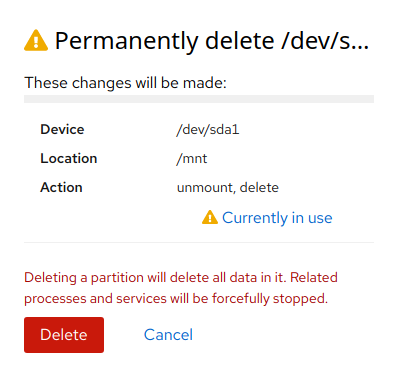 Permanently delete /dev/s...
These changes will be made:
Device /dev/sda1
Location /mnt
Action unmount, delete
Currently in use
Deleting a partition will delete all data in it. Related
processes and services will be forcefully stopped.
Delete Cancel